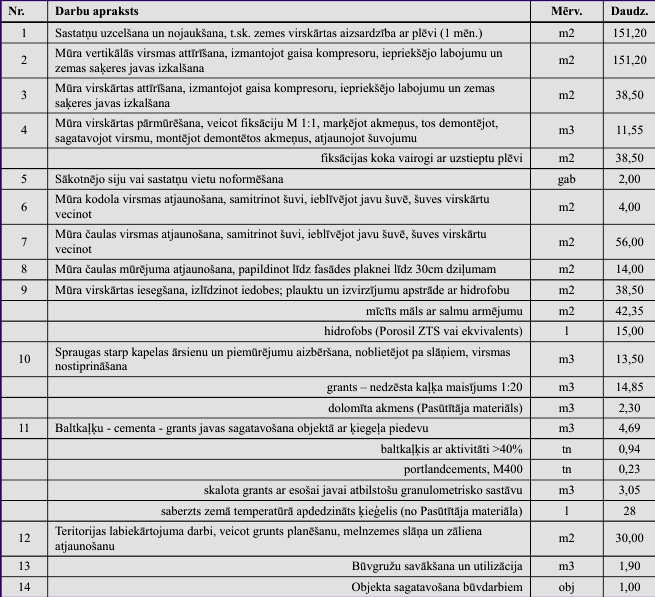 Nr. Darbu apraksts Mērv. Daudz.
1 Sastatņu uzcelšana un nojaukšana, t.sk. zemes virskārtas aizsardzība ar plēvi (1 mēn.) m2 151,20
2 Mūra vertikālās virsmas attīrīšana, izmantojot gaisa kompresoru, iepriekšējo labojumu un
zemas saķeres javas izkalšana m2 151,20
3 Mūra virskārtas attīrīšana, izmantojot gaisa kompresoru, iepriekšējo labojumu un zemas
saķeres javas izkalšana m2 38,50
4 Mūra virskārtas pārmūrēšana, veicot fiksāciju M 1:1, marķējot akmeņus, tos demontējot,
sagatavojot virsmu, montējot demontētos akmeņus, atjaunojot šuvojumu m3 11,55
fiksācijas koka vairogi ar uzstieptu plēvi m2 38,50
5 Sākotnējo siju vai sastatņu vietu noformēšana gab 2,00
6 Mūra kodola virsmas atjaunošana, samitrinot šuvi, ieblīvējot javu šuvē, šuves virskārtu
vecinot m2 4,00
7 Mūra čaulas virsmas atjaunošana, samitrinot šuvi, ieblīvējot javu šuvē, šuves virskārtu
vecinot m2 56,00
8 Mūra čaulas mūrējuma atjaunošana, papildinot līdz fasādes plaknei līdz 30cm dziļumam m2 14,00
9 Mūra virskārtas iesegšana, izlīdzinot iedobes; plauktu un izvirzījumu apstrāde ar hidrofobu m2 38,50
mīcīts māls ar salmu armējumu m2 42,35
hidrofobs (Porosil ZTS vai ekvivalents) l 15,00
10 Spraugas starp kapelas ārsienu un piemūrējumu aizbēršana, noblietējot pa slāņiem, virsmas
nostiprināšana m3 13,50
grants – nedzēsta kaļķa maisījums 1:20 m3 14,85
dolomīta akmens (Pasūtītāja materiāls) m3 2,30
11 Baltkaļķu - cementa - grants javas sagatavošana objektā ar ķiegeļa piedevu m3 4,69
baltkaļķis ar aktivitāti >40% tn 0,94
portlandcements, M400 tn 0,23
skalota grants ar esošai javai atbilstošu granulometrisko sastāvu m3 3,05
saberzts zemā temperatūrā apdedzināts ķieģelis (no Pasūtītāja materiāla) l 28
12 Teritorijas labiekārtojuma darbi, veicot grunts planēšanu, melnzemes slāņa un zāliena
atjaunošanu m2 30,00
13 Būvgružu savākšana un utilizācija m3 1,90
14 Objekta sagatavošana būvdarbiem obj 1,00